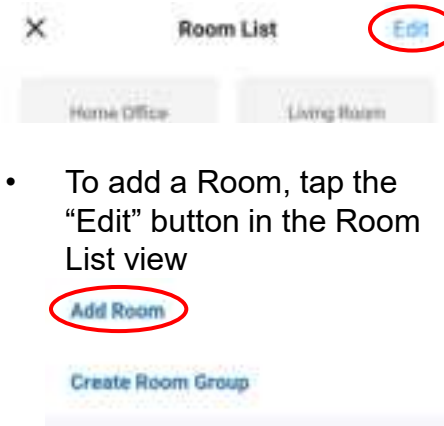 × Room List Edit
Home Office Living Room
• To add a Room, tap the
“Edit” button in the Room
List view
Add Room
Create Room Group